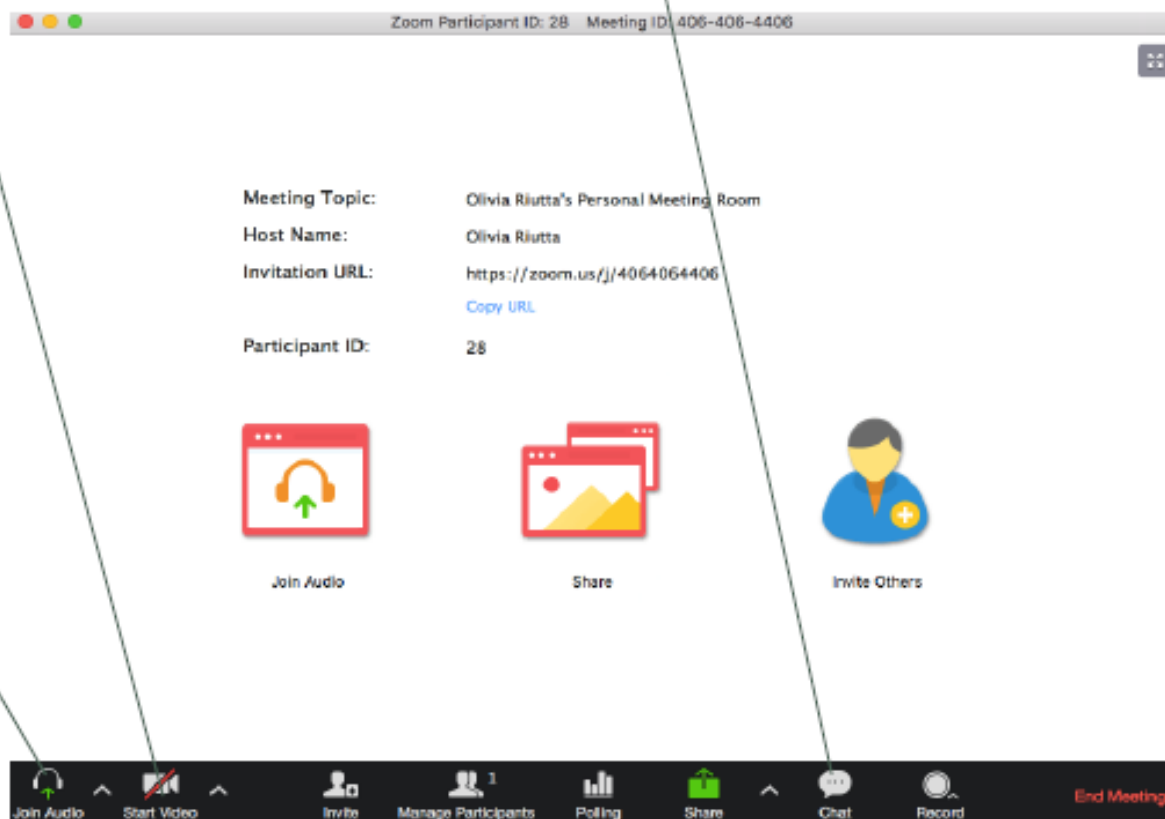 Zoom Participant ID: 28 Meeting ID: 406-406-4406
Meeting Topic: Olivia Riutta's Personal Meeting Room
Host Name: Olivia Riutta
Invitation URL: https://zoom.us/j/4064064406
Copy URL
Participant ID: 28
Join Audio Share Invite Others
1
Join Audio Start Video Invite Manage Participants Polling Share Chat Record End Meeting